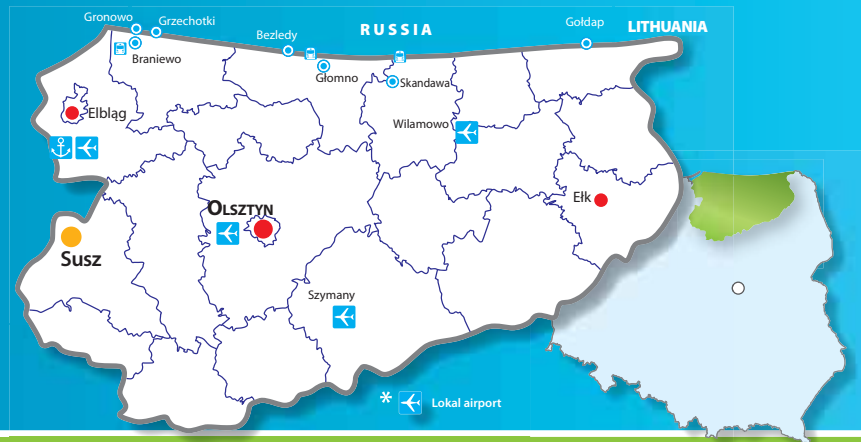 Gronowo
Grzechotki
Bezledy
RUSSIA
Gołdap
LITHUANIA
Braniewo
Głomno
Skandawa
Elbląg
Wilamowo
OLSZTYN
Ełk
Susz
Szymany
* Lokal airport